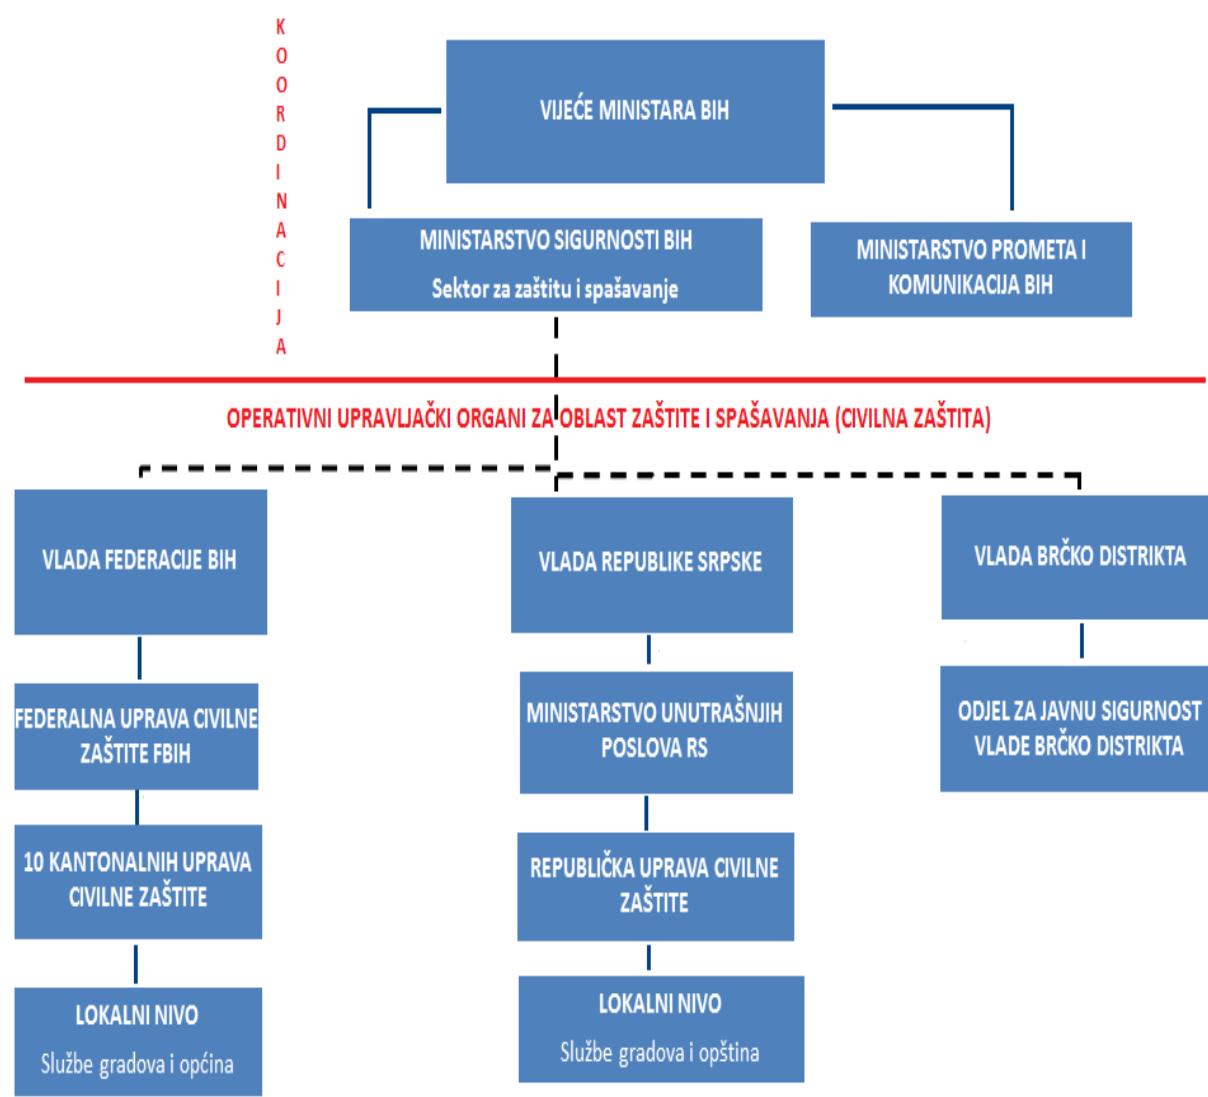 KOORDINACIJA
VIJEĆE MINISTARA BIH
MINISTARSTVO SIGURNOSTI BIH
Sektor za zaštitu i spašavanje
MINISTARSTVO PROMETA I
KOMUNIKACIJA BIH
OPERATIVNI UPRAVLJAČKI ORGANI ZA OBLAST ZAŠTITE I SPAŠAVANJA (CIVILNA ZAŠTITA)
VLADA FEDERACIJE BIH
VLADA REPUBLIKE SRPSKE
VLADA BRČKO DISTRIKTA
FEDERALNA UPRAVA CIVILNE
ZAŠTITE FBIH
MINISTARSTVO UNUTRAŠNJIH
POSLOVA RS
ODJEL ZA JAVNU SIGURNOST
VLADE BRČKO DISTRIKTA
10 KANTONALNIH UPRAVA
CIVILNE ZAŠTITE
REPUBLIČKA UPRAVA CIVILNE
ZAŠTITE
LOKALNI NIVO
Službe gradova i općina
LOKALNI NIVO
Službe gradova i opština